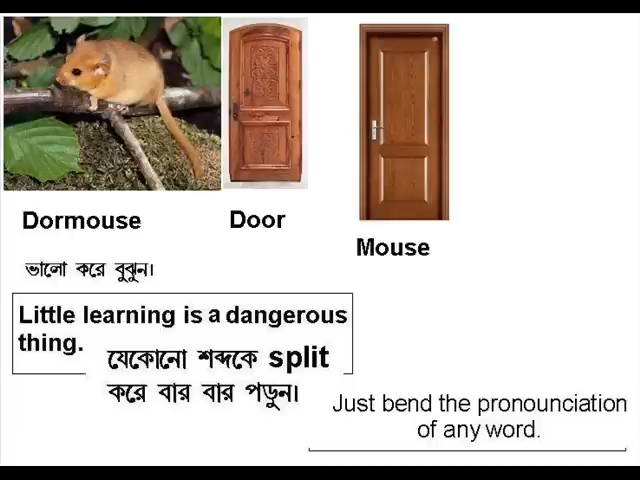 Dormouse
Door
Mouse
ভালো করে বুঝুন।
Little learning is a dangerous
thing.
যেকোনো শব্দকে split
করে বার বার পড়ুন।
Just bend the pronounciation
of any word.